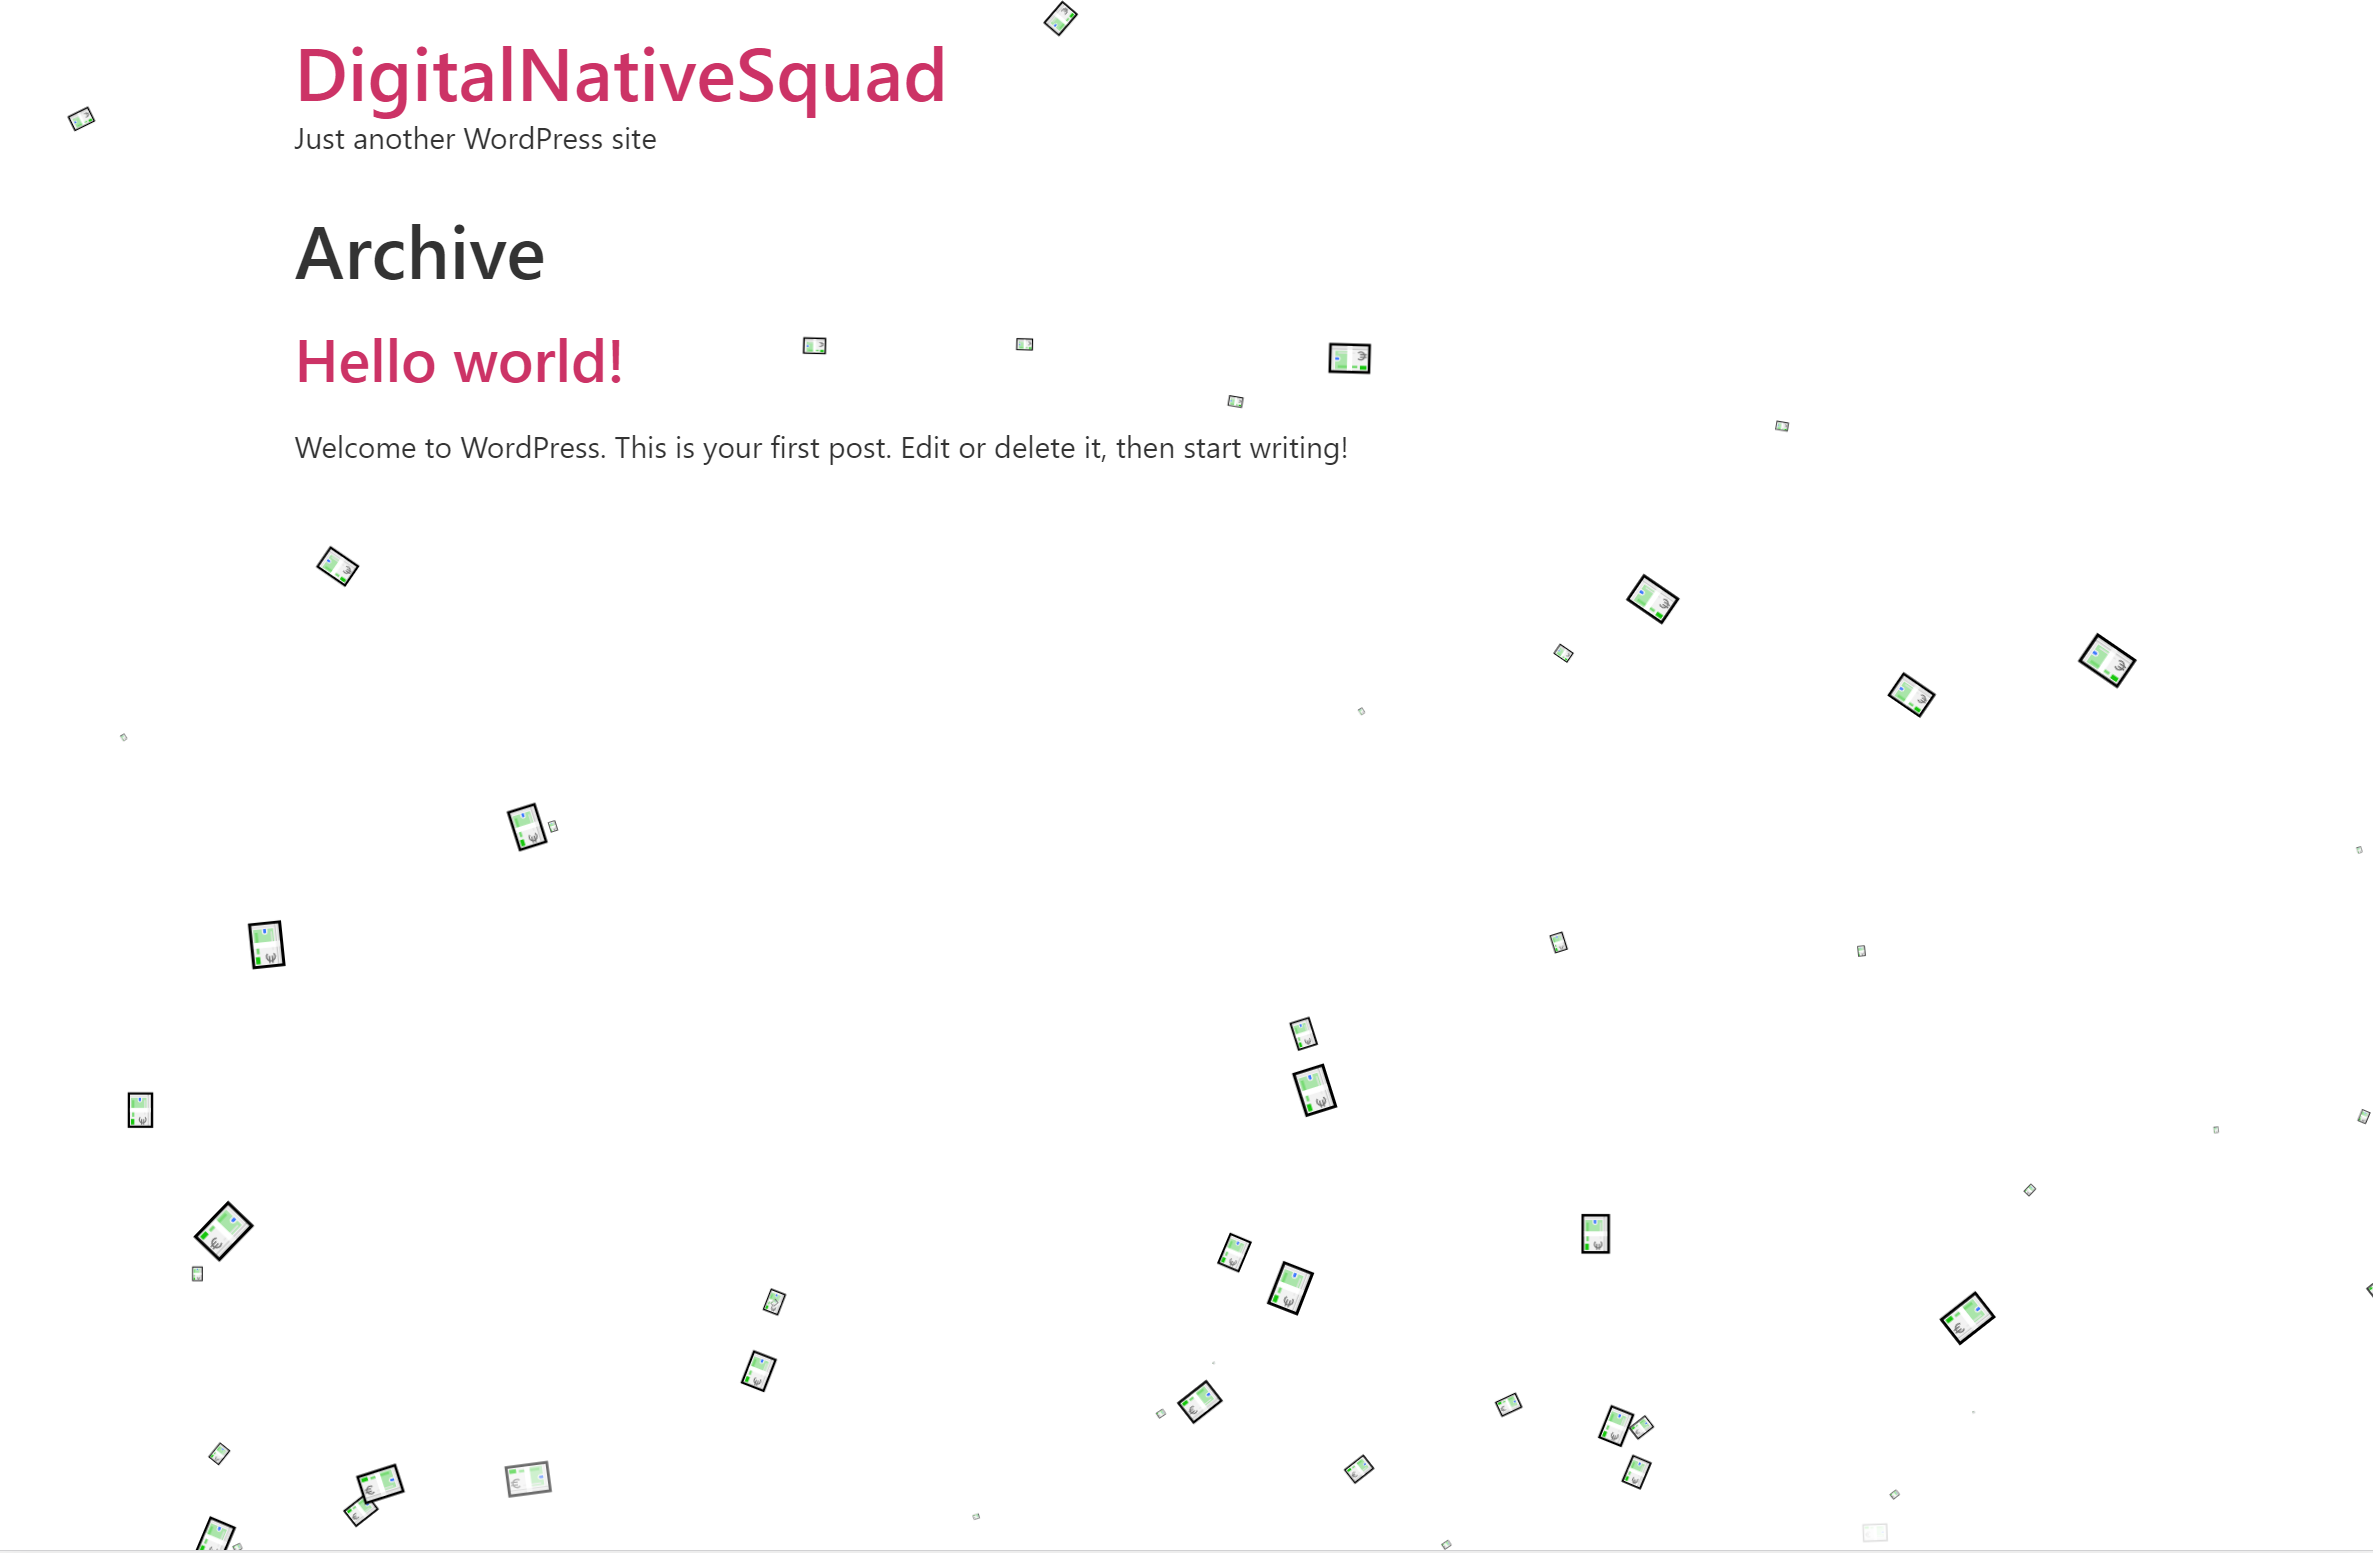 DigitalNativeSquad
Just another WordPress site
Archive
Hello world!
Welcome to WordPress. This is your first post. Edit or delete it, then start writing!